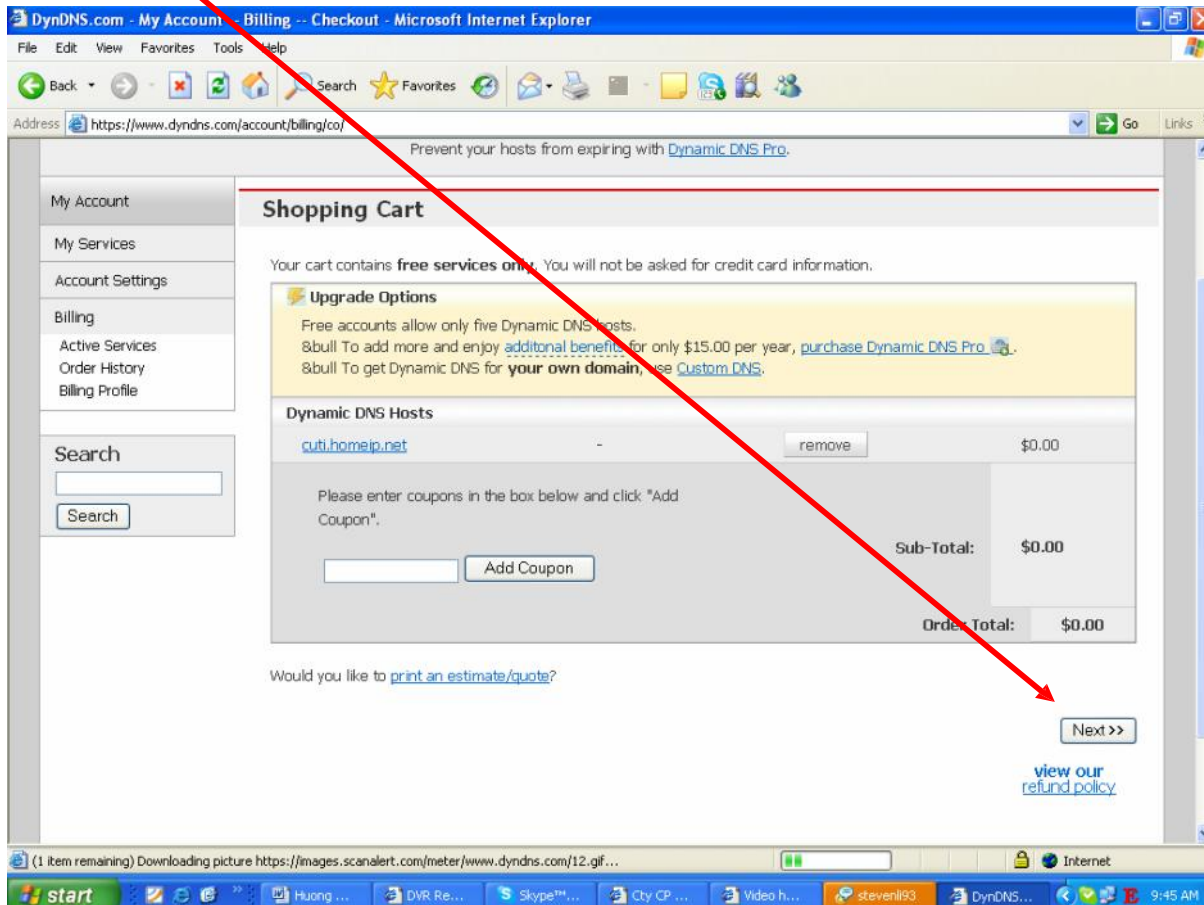 DynDNS.com - My Account -- Billing -- Checkout - Microsoft Internet Explorer
File Edit View Favorites Tools Help
Back Search Favorites
Address https://www.dyndns.com/account/billing/co/ Go Links
Prevent your hosts from expiring with Dynamic DNS Pro.
My Account
My Services
Account Settings
Billing
Active Services
Order History
Billing Profile
Search
Search
Shopping Cart
Your cart contains free services only. You will not be asked for credit card information.
Upgrade Options
Free accounts allow only five Dynamic DNS hosts.
&bull To add more and enjoy additonal benefits for only $15.00 per year, purchase Dynamic DNS Pro.
&bull To get Dynamic DNS for your own domain, use Custom DNS.
Dynamic DNS Hosts
cuti.homeip.net - remove $0.00
Please enter coupons in the box below and click "Add
Coupon".
Add Coupon
Sub-Total: $0.00
Order Total: $0.00
Would you like to print an estimate/quote?
Next >>
view our
refund policy
(1 item remaining) Downloading picture https://images.scanalert.com/meter/www.dyndns.com/12.gif... Internet
start Huong ... DVR Re... Skype™... Cty CP ... Video h... stevenli93 DynDNS... 9:45 AM